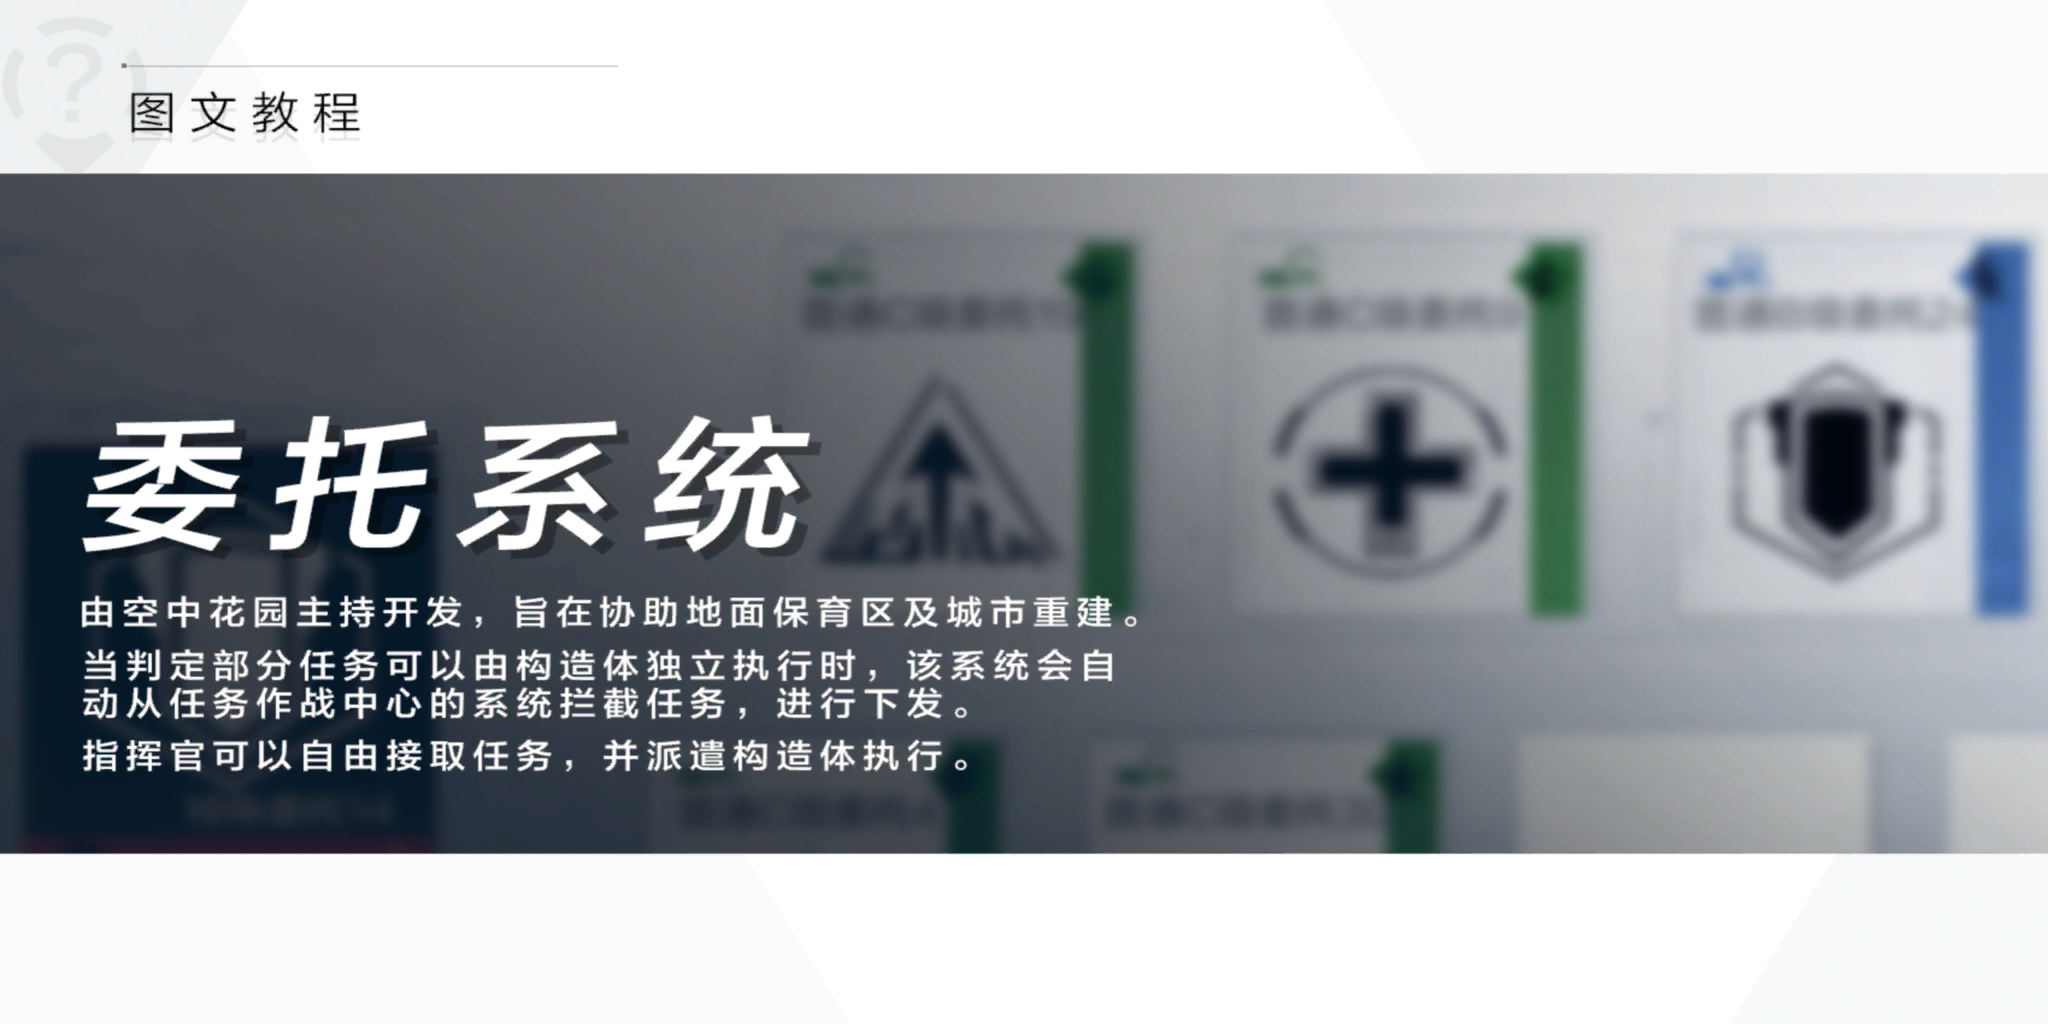 图文教程
委托系统
由空中花园主持开发，旨在协助地面保育区及城市重建。
当判定部分任务可以由构造体独立执行时，该系统会自
动从任务作战中心的系统拦截任务，进行下发。
指挥官可以自由接取任务，并派遣构造体执行。